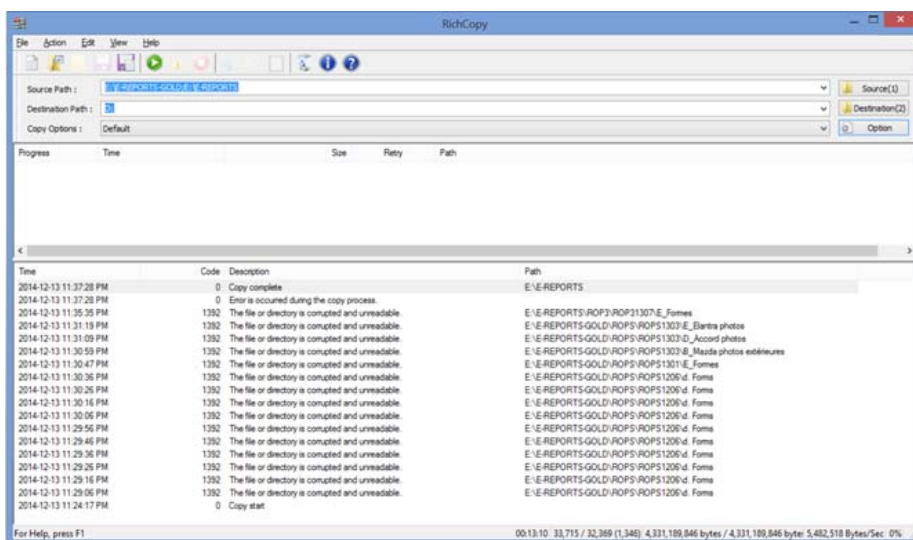 RichCopy
File Action Edit View Help
Source Path : E:\E-REPORTS-GOLD;E:\E-REPORTS Source(1)
Destination Path : Destination(2)
Copy Options : Default Option
Progress Time Size Retry Path
Time Code Description Path
2014-12-13 11:37:28 PM 0 Copy complete E:\E-REPORTS
2014-12-13 11:37:28 PM 0 Error is occurred during the copy process.
2014-12-13 11:35:35 PM 1392 The file or directory is corrupted and unreadable. E:\E-REPORTS\ROP3\ROP31307\E_Formes
2014-12-13 11:31:19 PM 1392 The file or directory is corrupted and unreadable. E:\E-REPORTS-GOLD\ROPS\ROPS1303\E_Elantra photos
2014-12-13 11:31:09 PM 1392 The file or directory is corrupted and unreadable. E:\E-REPORTS-GOLD\ROPS\ROPS1303\D_Accord photos
2014-12-13 11:30:59 PM 1392 The file or directory is corrupted and unreadable. E:\E-REPORTS-GOLD\ROPS\ROPS1303\B_Mazda photos extérieures
2014-12-13 11:30:47 PM 1392 The file or directory is corrupted and unreadable. E:\E-REPORTS-GOLD\ROPS\ROPS1301\E_Formes
2014-12-13 11:30:36 PM 1392 The file or directory is corrupted and unreadable. E:\E-REPORTS-GOLD\ROPS\ROPS1206\d. Forms
2014-12-13 11:30:26 PM 1392 The file or directory is corrupted and unreadable. E:\E-REPORTS-GOLD\ROPS\ROPS1206\d. Forms
2014-12-13 11:30:16 PM 1392 The file or directory is corrupted and unreadable. E:\E-REPORTS-GOLD\ROPS\ROPS1206\d. Forms
2014-12-13 11:30:06 PM 1392 The file or directory is corrupted and unreadable. E:\E-REPORTS-GOLD\ROPS\ROPS1206\d. Forms
2014-12-13 11:29:56 PM 1392 The file or directory is corrupted and unreadable. E:\E-REPORTS-GOLD\ROPS\ROPS1206\d. Forms
2014-12-13 11:29:46 PM 1392 The file or directory is corrupted and unreadable. E:\E-REPORTS-GOLD\ROPS\ROPS1206\d. Forms
2014-12-13 11:29:36 PM 1392 The file or directory is corrupted and unreadable. E:\E-REPORTS-GOLD\ROPS\ROPS1206\d. Forms
2014-12-13 11:29:26 PM 1392 The file or directory is corrupted and unreadable. E:\E-REPORTS-GOLD\ROPS\ROPS1206\d. Forms
2014-12-13 11:29:16 PM 1392 The file or directory is corrupted and unreadable. E:\E-REPORTS-GOLD\ROPS\ROPS1206\d. Forms
2014-12-13 11:29:06 PM 1392 The file or directory is corrupted and unreadable. E:\E-REPORTS-GOLD\ROPS\ROPS1206\d. Forms
2014-12-13 11:24:17 PM 0 Copy start
For Help, press F1 00:13:10 33,715 / 32,369 (1,346) 4,331,189,846 bytes / 4,331,189,846 byte: 5,482,518 Bytes/Sec 0%